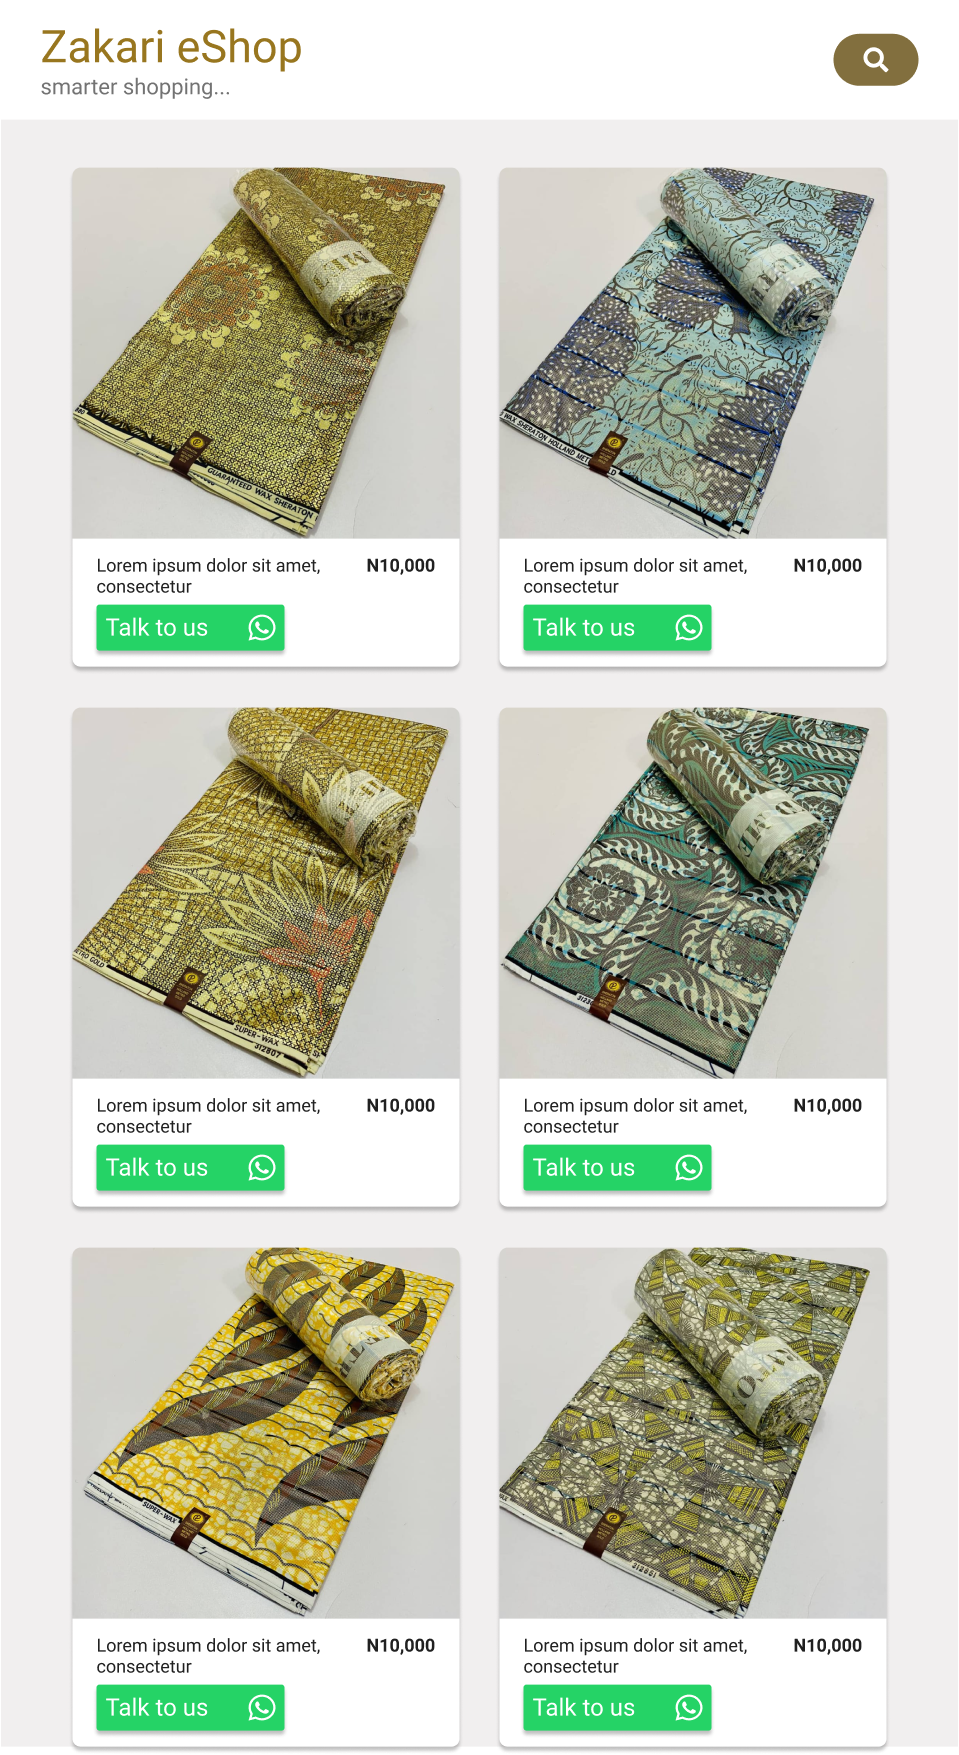 Zakari eShop
smarter shopping...
GUARANTEED WAX SHERATON
WAX SHERATON HOLLAND
Lorem ipsum dolor sit amet,
consectetur
N10,000
Talk to us
Lorem ipsum dolor sit amet,
consectetur
N10,000
Talk to us
SUPER-WAX
312807
Lorem ipsum dolor sit amet,
consectetur
N10,000
Talk to us
Lorem ipsum dolor sit amet,
consectetur
N10,000
Talk to us
SUPER-WAX
312851
Lorem ipsum dolor sit amet,
consectetur
N10,000
Talk to us
Lorem ipsum dolor sit amet,
consectetur
N10,000
Talk to us